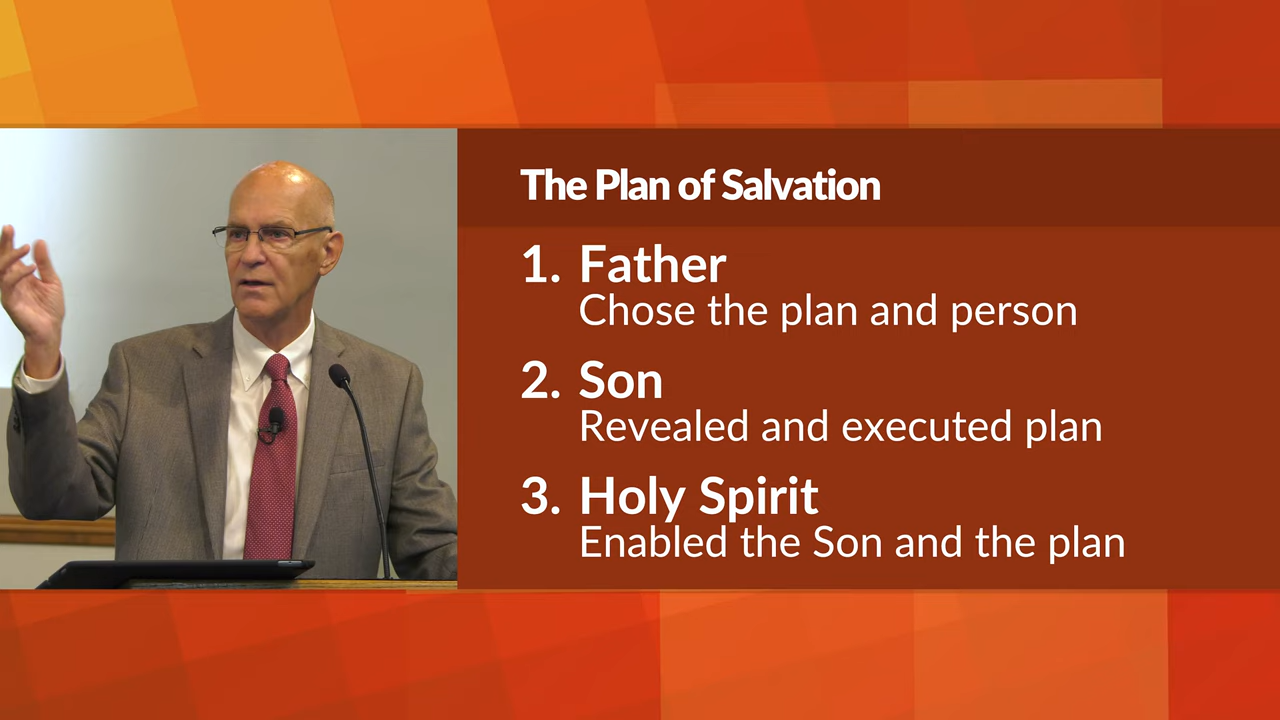 The Plan of Salvation
1. Father
Chose the plan and person
2. Son
Revealed and executed plan
3. Holy Spirit
Enabled the Son and the plan